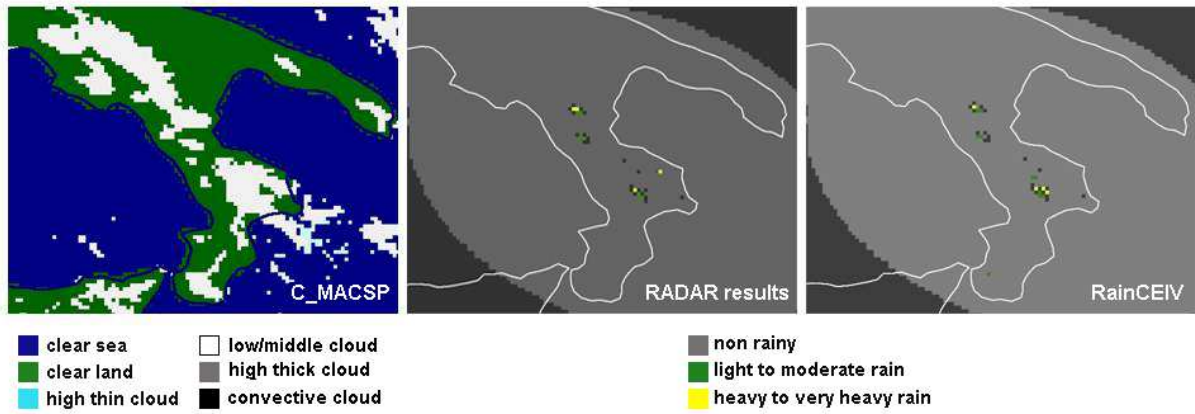 C_MACSP
RADAR results
RainCEIV
clear sea
low/middle cloud
non rainy
clear land
high thick cloud
light to moderate rain
high thin cloud
convective cloud
heavy to very heavy rain